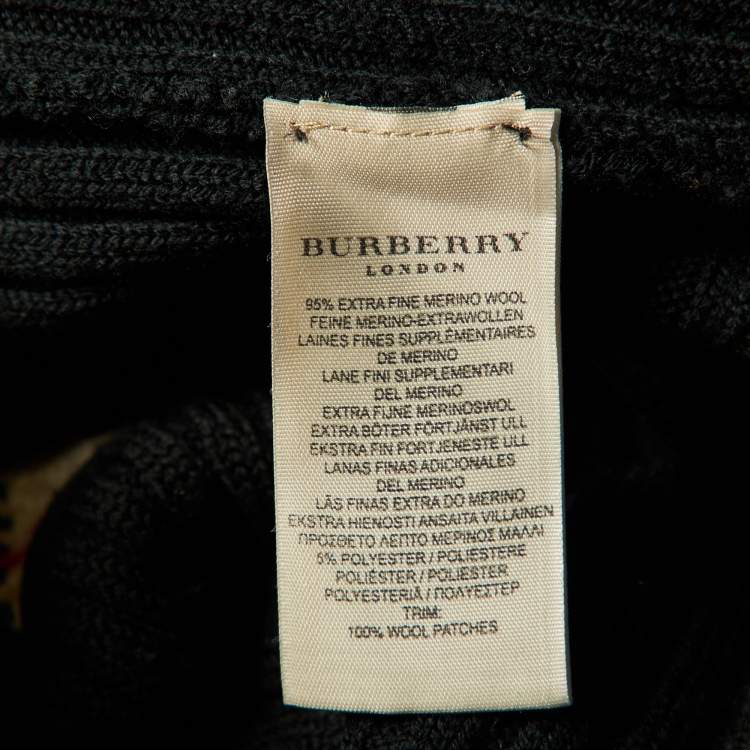 BURBERRY
LONDON
95% EXTRA FINE MERINO WOOL
FEINE MERINO-EXTRAWOLLEN
LAINES FINES SUPPLÉMENTAIRES
DE MERINO
LANE FINI SUPPLEMENTARI
DEL MERINO
EXTRA FIJNE MERINOSWOL
EXTRA BÖTER FÖRTJÄNST ULL
EKSTRA FIN FORTJENESTE ULL
LANAS FINAS ADICIONALES
DEL MERINO
LÃS FINAS EXTRA DO MERINO
EKSTRA HIENOSTI ANSAITA VILLAINEN
ΠΡΟΣΘΕΤΟ ΛΕΠΤΟ ΜΕΡΙΝΟΣ ΜΑΛΛΙ
5% POLYESTER / POLIESTERE
POLIÉSTER / POLJESTER
POLYESTERIÄ / ΠΟΛΥΕΣΤΕΡ
TRIM:
100% WOOL PATCHES